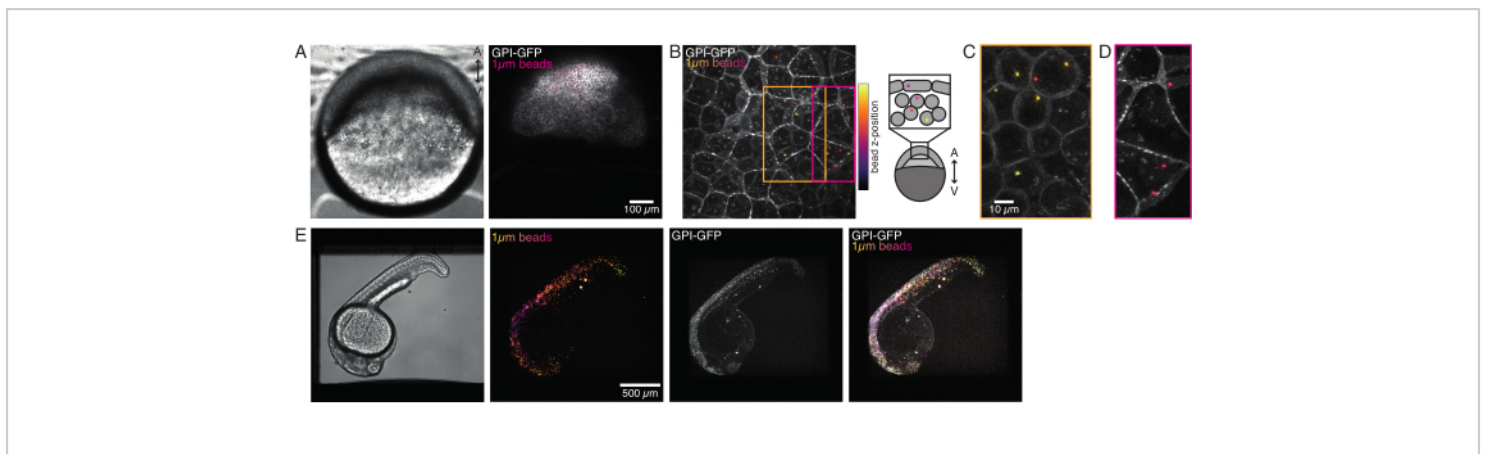 A
A
V
GPI-GFP
1µm beads
100 µm
B
GPI-GFP
1µm beads
bead z-position
A
V
C
10 µm
D
E
1µm beads
500 µm
GPI-GFP
GPI-GFP
1µm beads